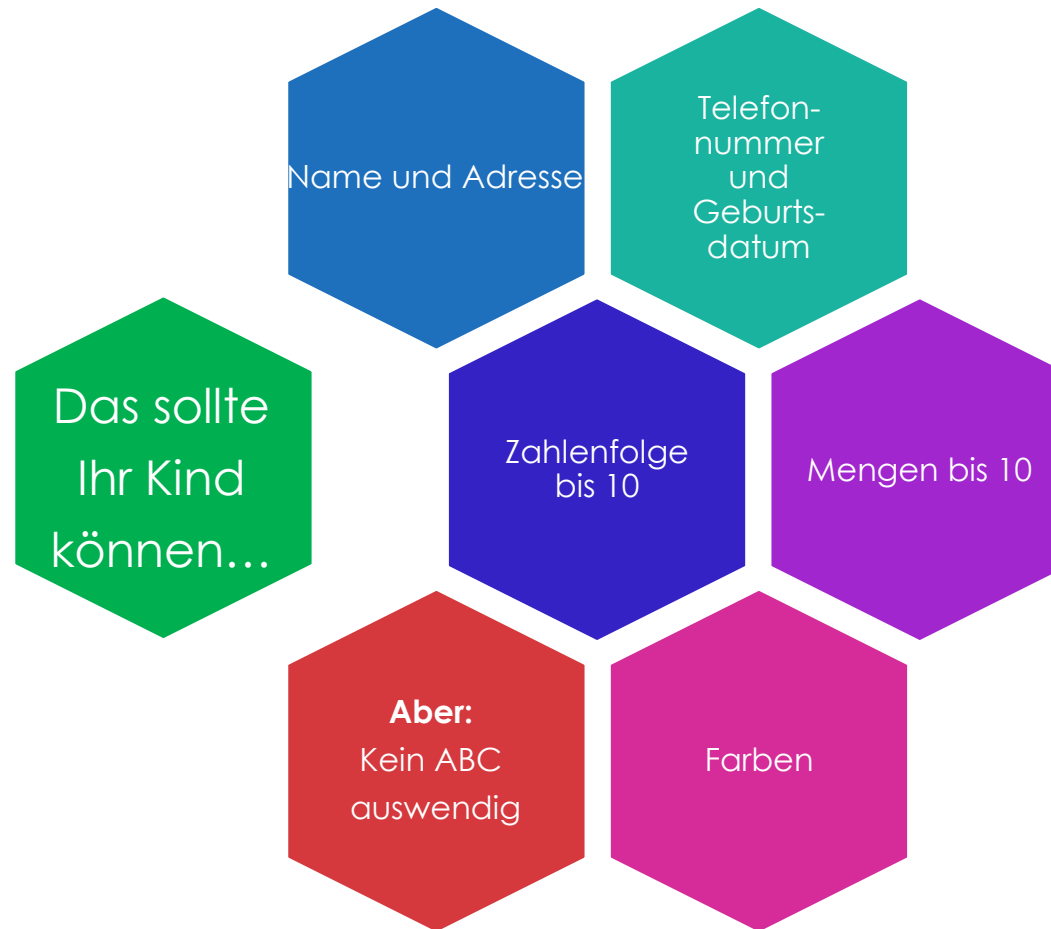 Name und Adresse
Telefon-
nummer
und
Geburts-
datum
Das sollte
Ihr Kind
können...
Zahlenfolge
bis 10
Mengen bis 10
Aber:
Kein ABC
auswendig
Farben